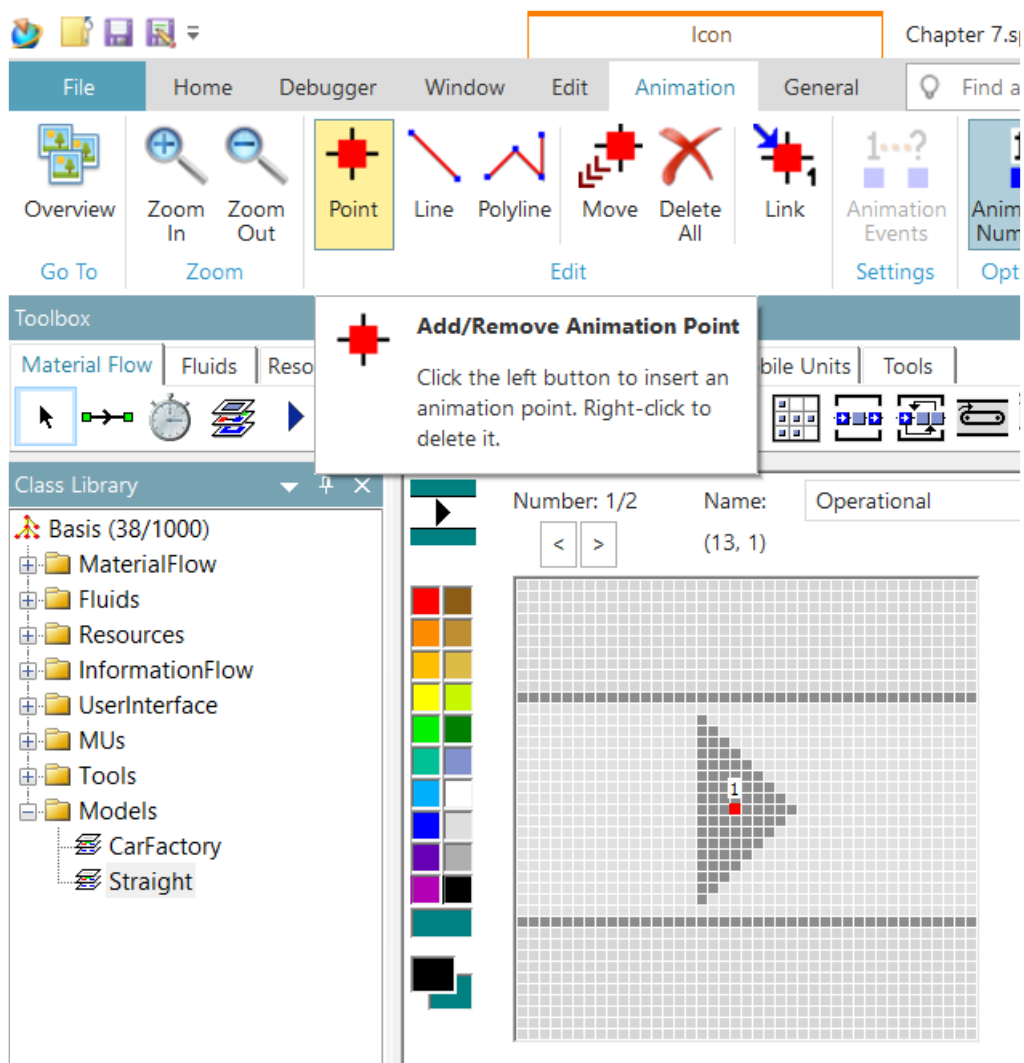 Icon
Chapter 7.sp
File Home Debugger Window Edit Animation General Find a
1...?
1
Overview Zoom In Zoom Out Point Line Polyline Move Delete All Link Animation Events Anim Num
Go To Zoom Edit Settings Opt
Toolbox
Add/Remove Animation Point
Material Flow Fluids Reso bile Units Tools
Click the left button to insert an
animation point. Right-click to
delete it.
Class Library
Number: 1/2 Name: Operational
Basis (38/1000)
< > (13, 1)
MaterialFlow
Fluids
Resources
InformationFlow
UserInterface
MUs
Tools
1
Models
CarFactory
Straight